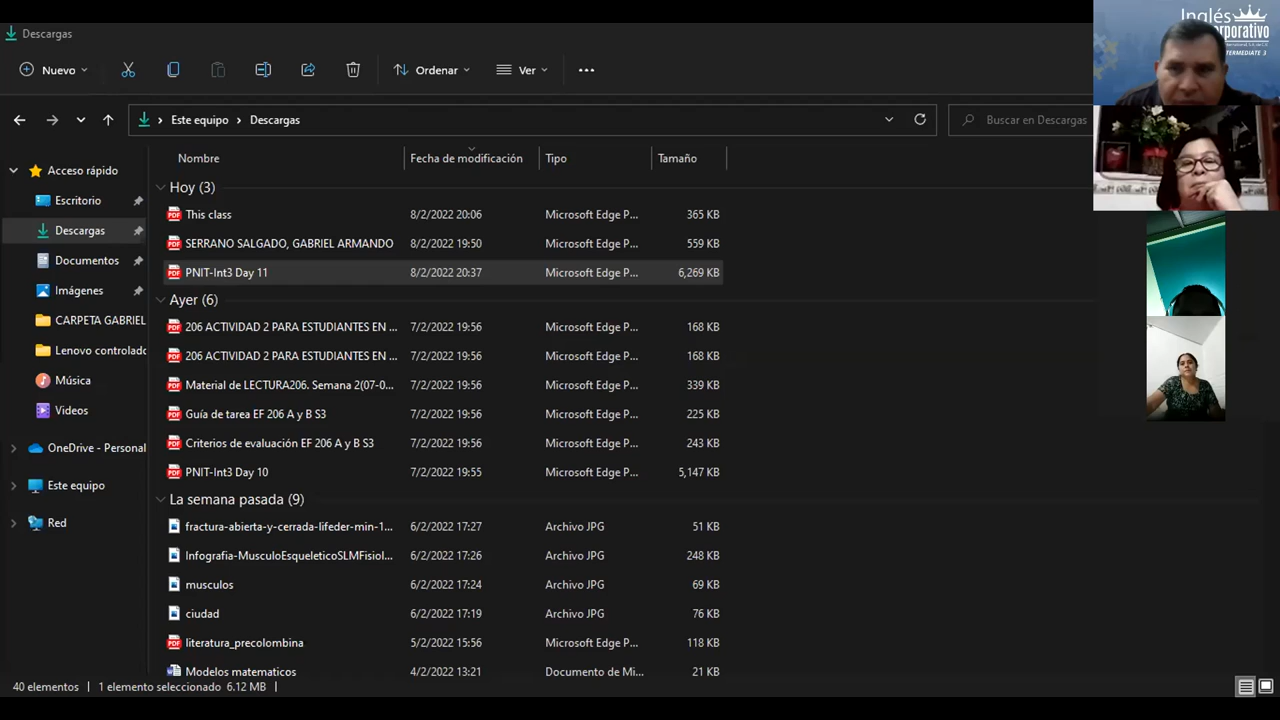 Descargas
Nuevo
Ordenar
Ver
Este equipo
Descargas
Buscar en Descargas
Inglés
orporativo
TERMEDIATE 3
Acceso rápido
Escritorio
Descargas
Documentos
Imágenes
CARPETA GABRIEL
Lenovo controlado
Música
Videos
OneDrive - Personal
Este equipo
Red
Nombre Fecha de modificación Tipo Tamaño
Hoy (3)
This class 8/2/2022 20:06 Microsoft Edge P... 365 KB
SERRANO SALGADO, GABRIEL ARMANDO 8/2/2022 19:50 Microsoft Edge P... 559 KB
PNIT-Int3 Day 11 8/2/2022 20:37 Microsoft Edge P... 6,269 KB
Ayer (6)
206 ACTIVIDAD 2 PARA ESTUDIANTES EN ... 7/2/2022 19:56 Microsoft Edge P... 168 KB
206 ACTIVIDAD 2 PARA ESTUDIANTES EN ... 7/2/2022 19:56 Microsoft Edge P... 168 KB
Material de LECTURA206. Semana 2(07-0... 7/2/2022 19:56 Microsoft Edge P... 339 KB
Guía de tarea EF 206 A y B S3 7/2/2022 19:56 Microsoft Edge P... 225 KB
Criterios de evaluación EF 206 A y B S3 7/2/2022 19:56 Microsoft Edge P... 243 KB
PNIT-Int3 Day 10 7/2/2022 19:55 Microsoft Edge P... 5,147 KB
La semana pasada (9)
fractura-abierta-y-cerrada-lifeder-min-1... 6/2/2022 17:27 Archivo JPG 51 KB
Infografia-MusculoEsqueleticoSLMFisiol... 6/2/2022 17:26 Archivo JPG 248 KB
musculos 6/2/2022 17:24 Archivo JPG 69 KB
ciudad 6/2/2022 17:19 Archivo JPG 76 KB
literatura_precolombina 5/2/2022 15:56 Microsoft Edge P... 118 KB
Modelos matematicos 4/2/2022 13:21 Documento de Mi... 21 KB
40 elementos 1 elemento seleccionado 6.12 MB